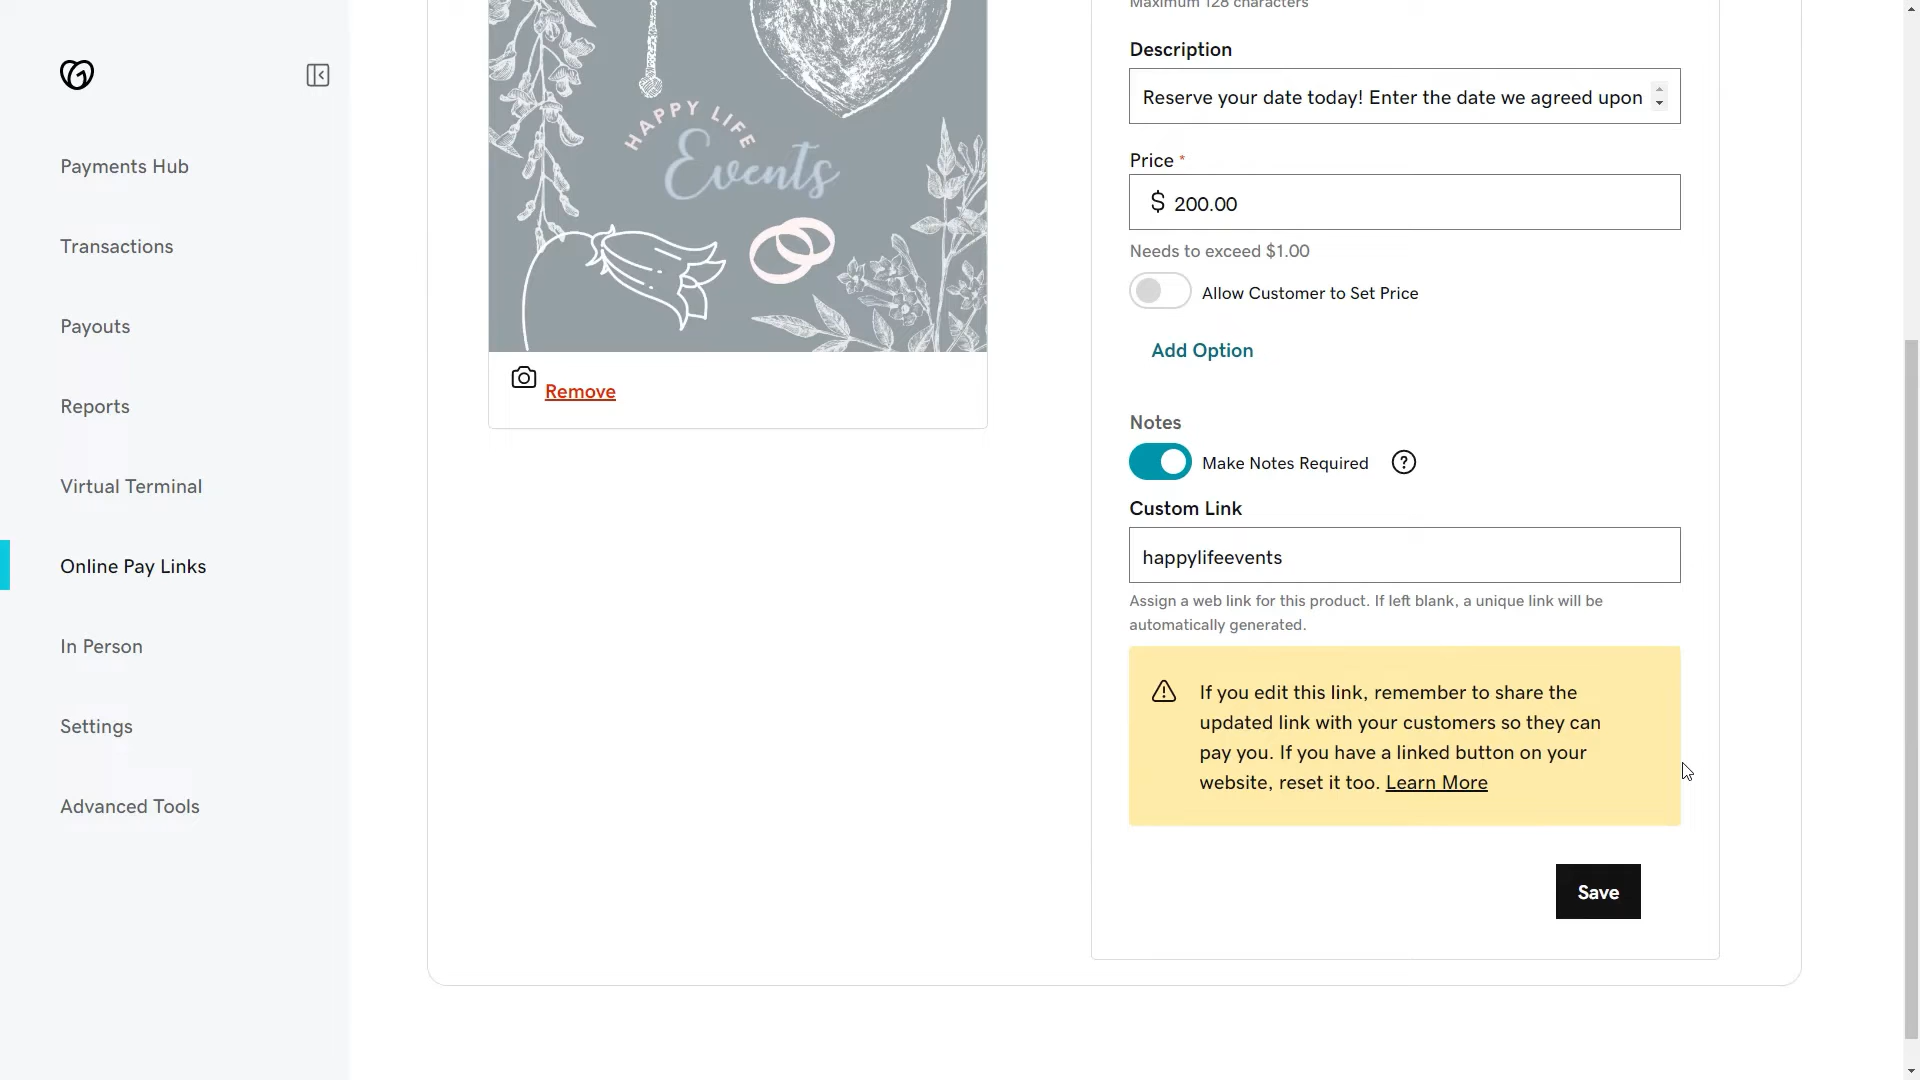 Maximum 128 characters
Description
Reserve your date today! Enter the date we agreed upon
Payments Hub
HAPPY LIFE
Price *
Events
$ 200.00
Transactions
Needs to exceed $1.00
Allow Customer to Set Price
Payouts
Add Option
Remove
Reports
Notes
Make Notes Required
?
Virtual Terminal
Custom Link
happylifeevents
Online Pay Links
Assign a web link for this product. If left blank, a unique link will be
automatically generated.
In Person
If you edit this link, remember to share the
updated link with your customers so they can
pay you. If you have a linked button on your
website, reset it too. Learn More
Settings
Advanced Tools
Save